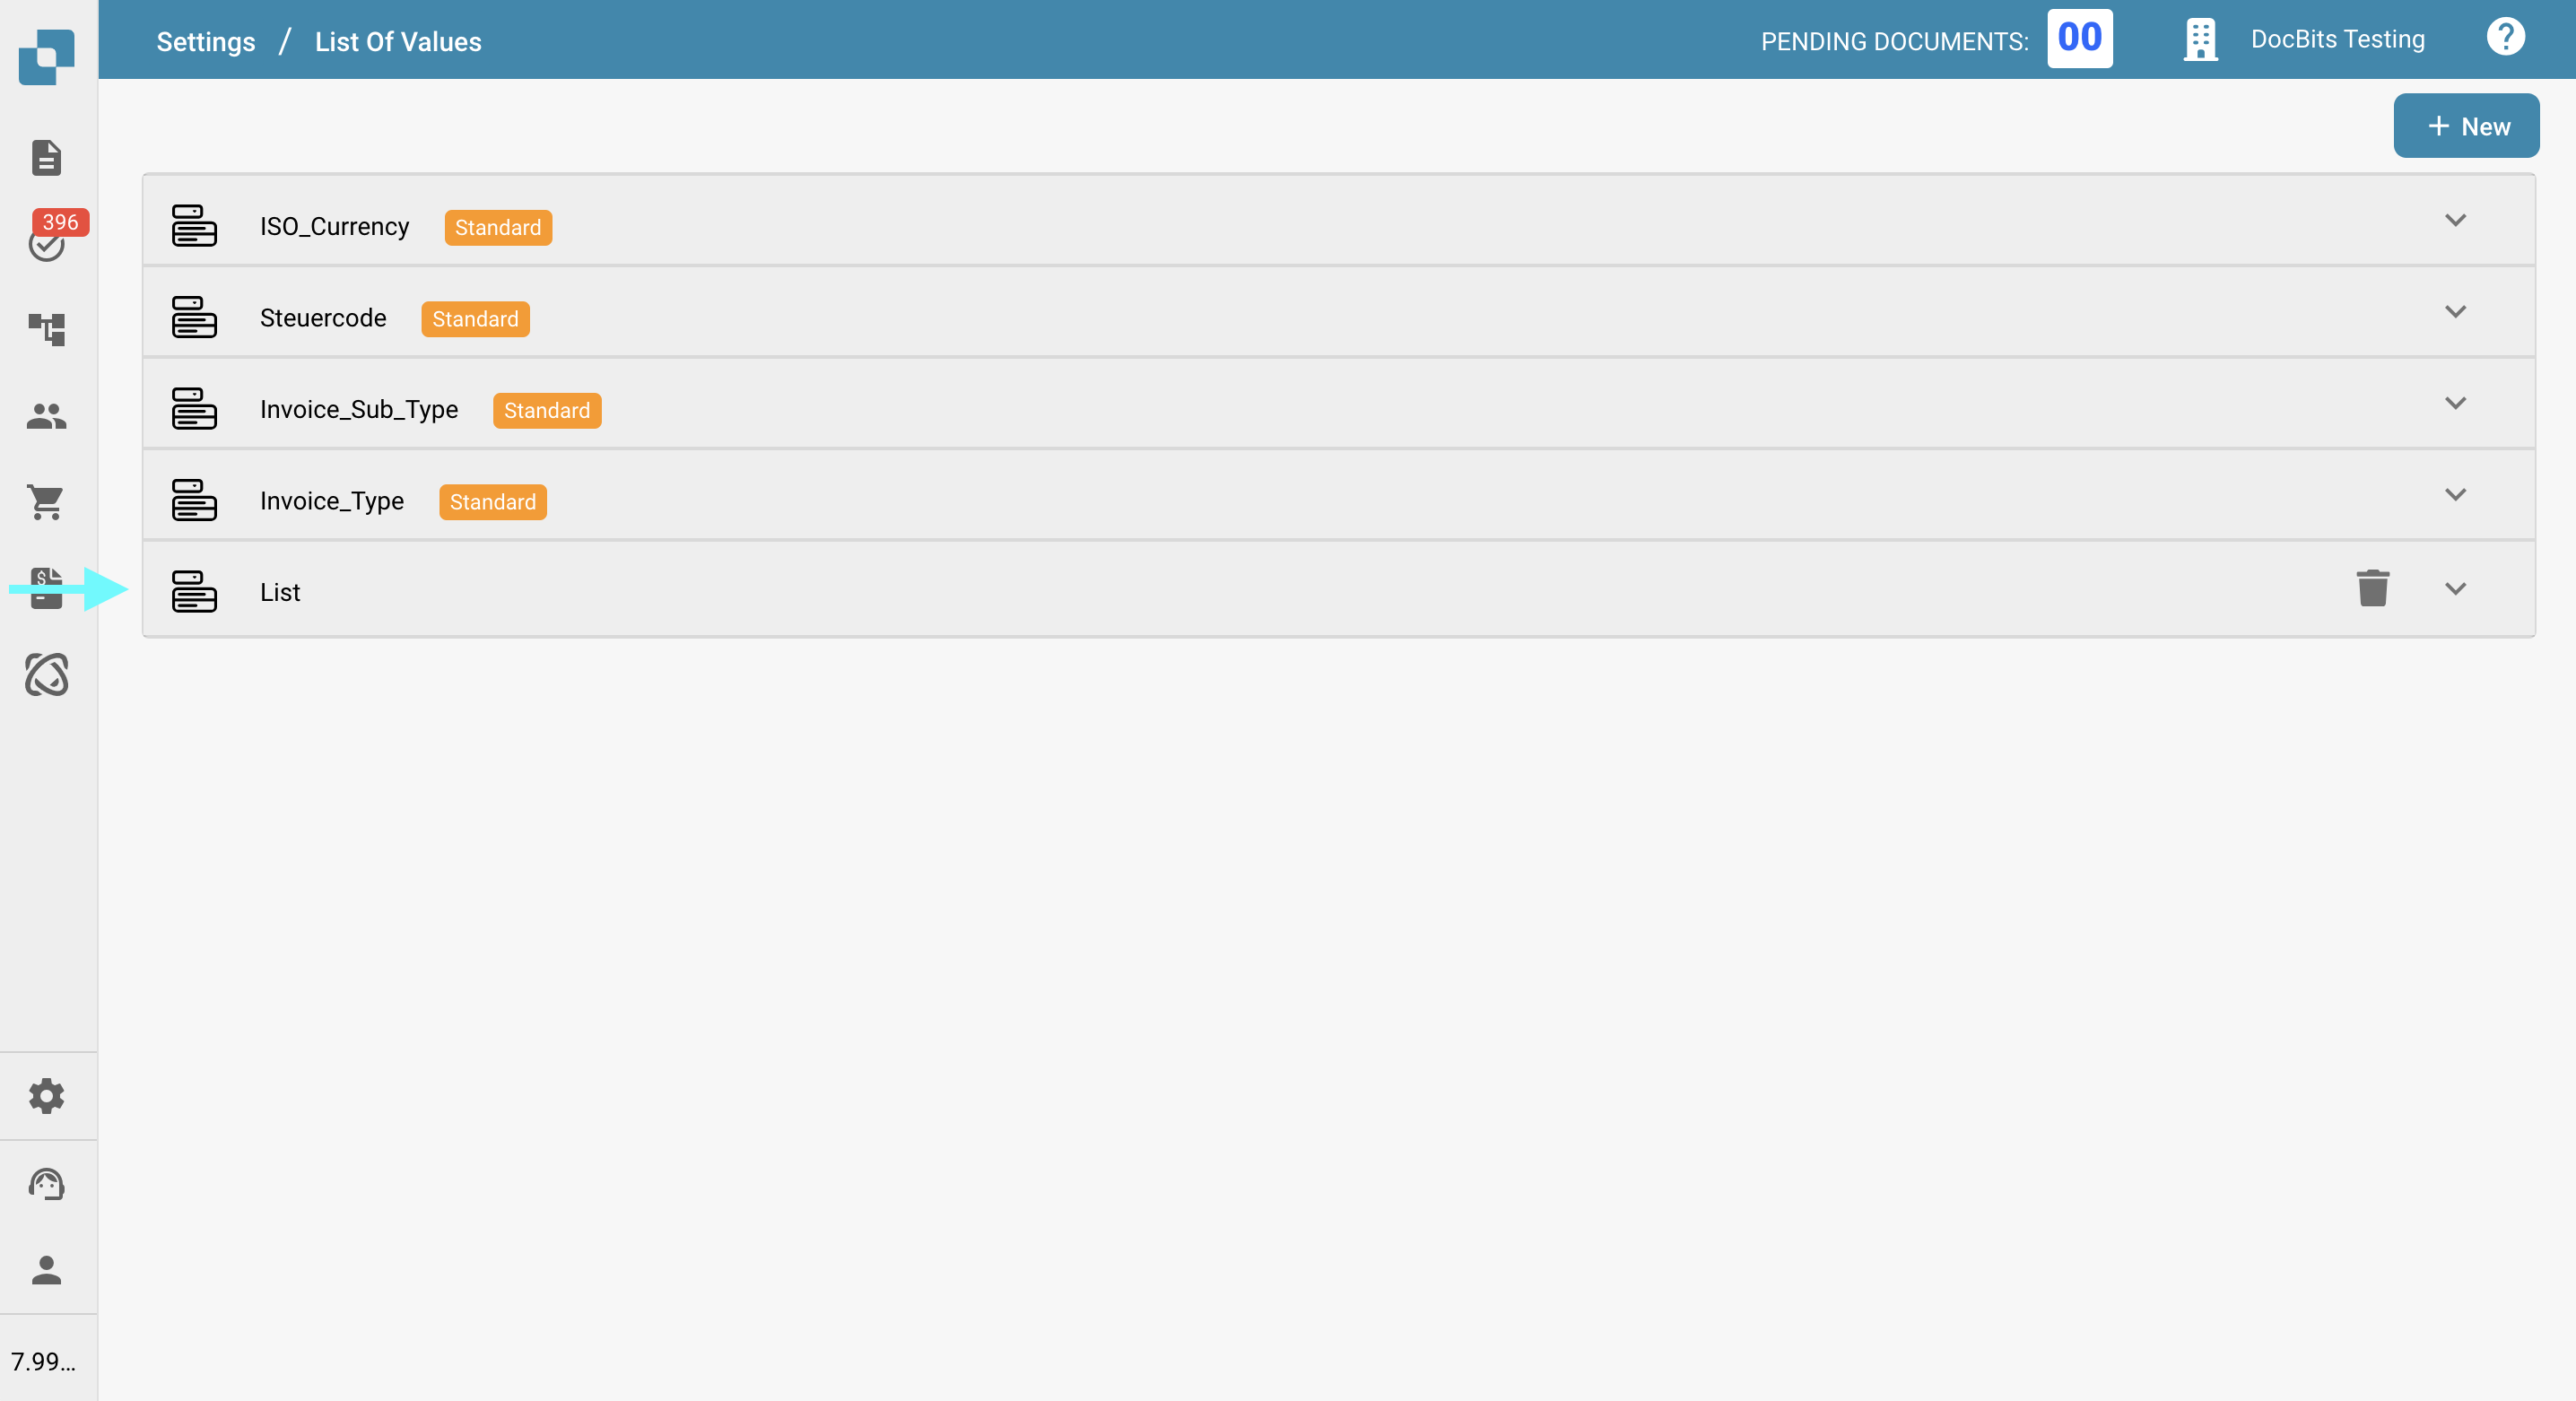 Settings / List Of Values
PENDING DOCUMENTS: 00
DocBits Testing
?
+ New
396
ISO_Currency Standard
Steuercode Standard
Invoice_Sub_Type Standard
Invoice_Type Standard
$
List
7.99...